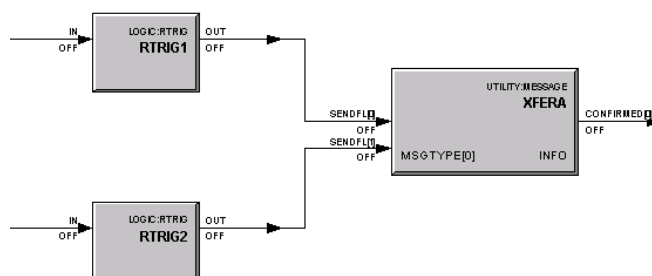 IN
OFF
LOGIC:RTRIG
RTRIG1
OUT
OFF
UTILITY:MESSAGE
XFERA
SENDFL[]
OFF
SENDFL[1]
OFF
MSGTYPE[0]
INFO
CONFIRMED[]
OFF
IN
OFF
LOGIC:RTRIG
RTRIG2
OUT
OFF